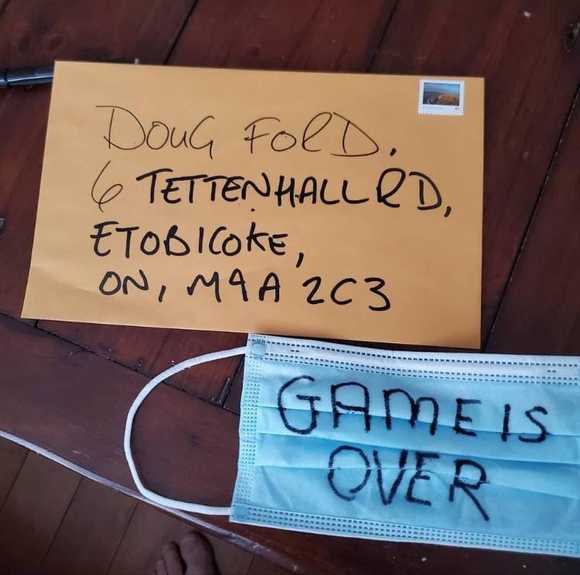 DOUG FORD,
6 TETTENHALL RD,
ETOBICOKE,
ON, M9A 2C3
GAME IS
OVER